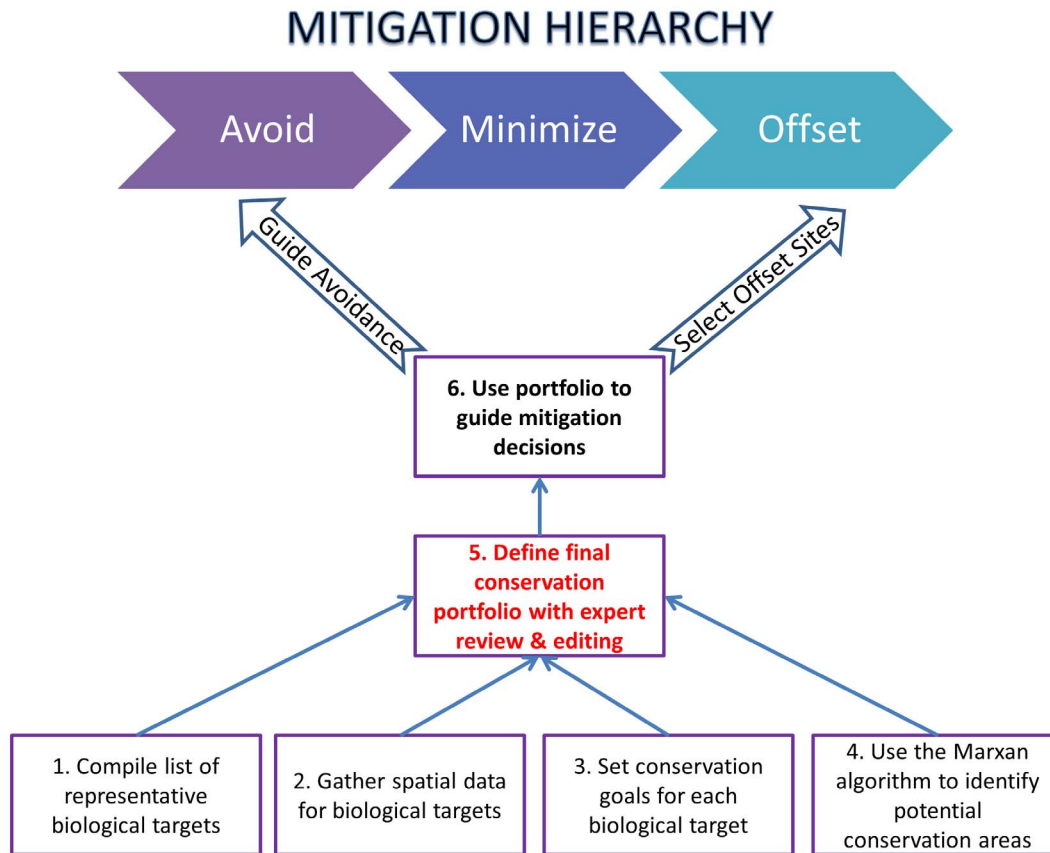 MITIGATION HIERARCHY
Avoid
Minimize
Offset
Guide Avoidance
Select Offset Sites
6. Use portfolio to
guide mitigation
decisions
5. Define final
conservation
portfolio with expert
review & editing
1. Compile list of
representative
biological targets
2. Gather spatial data
for biological targets
3. Set conservation
goals for each
biological target
4. Use the Marxan
algorithm to identify
potential
conservation areas